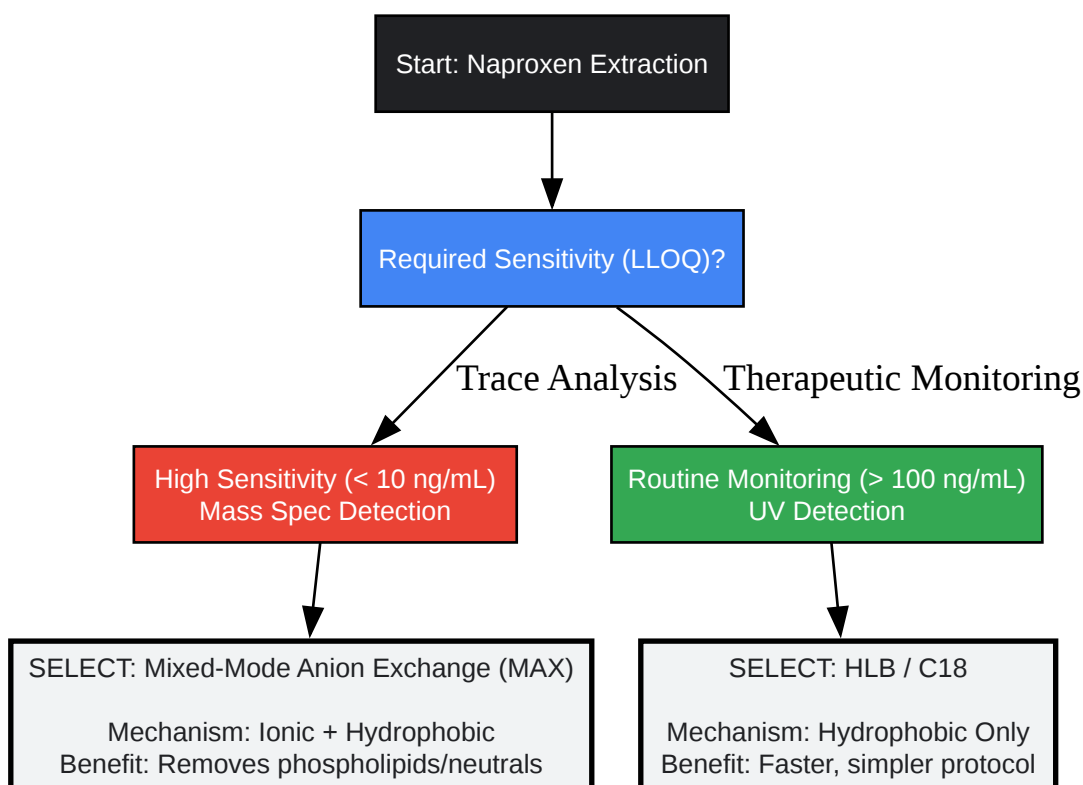 Start: Naproxen Extraction
Required Sensitivity (LLOQ)?
Trace Analysis
Therapeutic Monitoring
High Sensitivity (< 10 ng/mL)
Mass Spec Detection
Routine Monitoring (> 100 ng/mL)
UV Detection
SELECT: Mixed-Mode Anion Exchange (MAX)
Mechanism: Ionic + Hydrophobic
Benefit: Removes phospholipids/neutrals
SELECT: HLB / C18
Mechanism: Hydrophobic Only
Benefit: Faster, simpler protocol